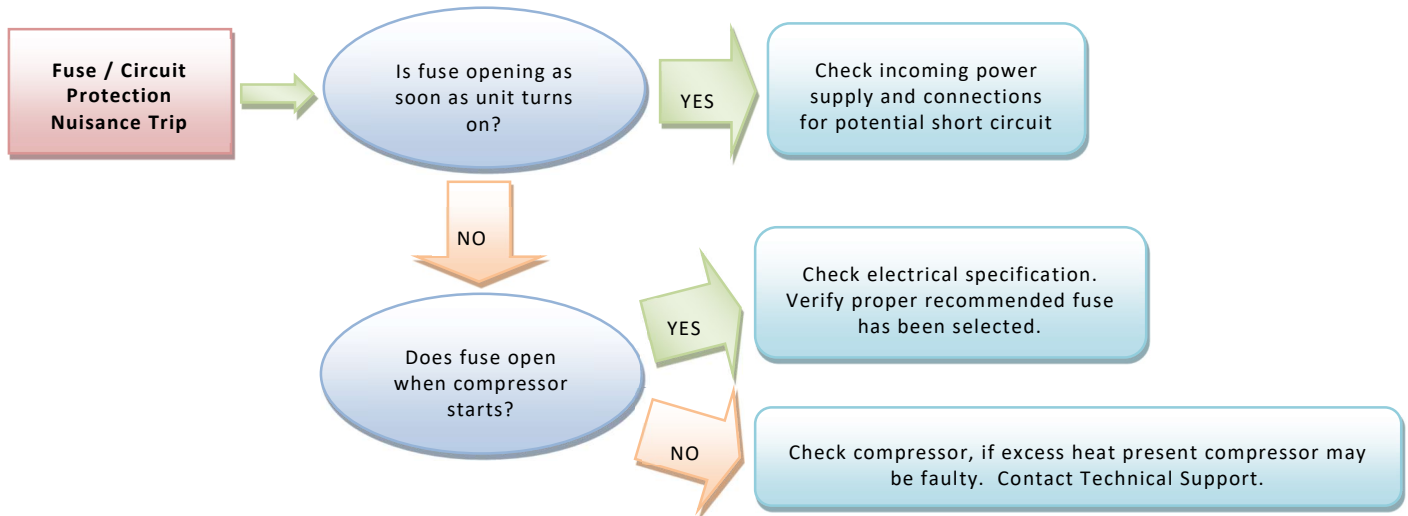 Fuse / Circuit
Protection
Nuisance Trip
Is fuse opening as
soon as unit turns
on?
YES
Check incoming power
supply and connections
for potential short circuit
NO
Does fuse open
when compressor
starts?
YES
Check electrical specification.
Verify proper recommended fuse
has been selected.
NO
Check compressor, if excess heat present compressor may
be faulty. Contact Technical Support.